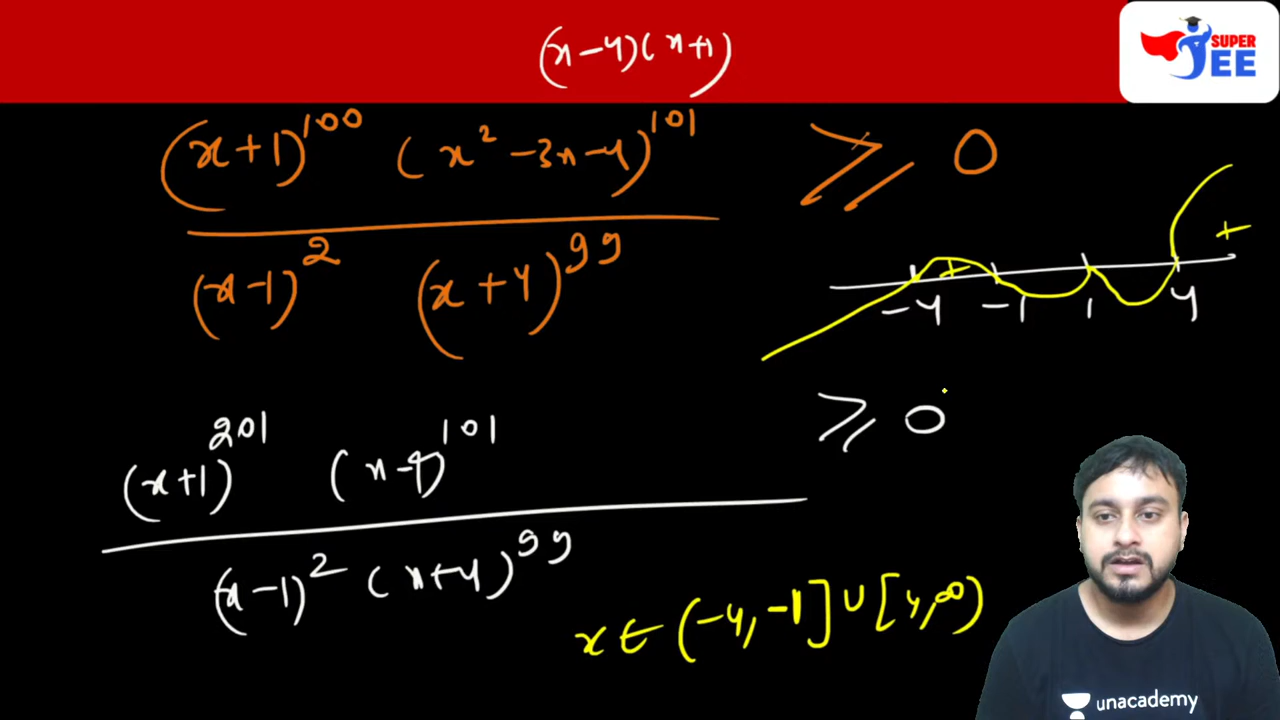 (x-4)(x+1)
SUPER
JEE
(x+1)^100 (x^2 -3x-4)^101 ≥ 0
(x-1)^2 (x+4)^99
+
+
-4 -1 1 4
≥ 0
(x+1)^201 (x-4)^101
(x-1)^2 (x+4)^99
x ∈ (-4, -1] ∪ [4, ∞)
unacademy